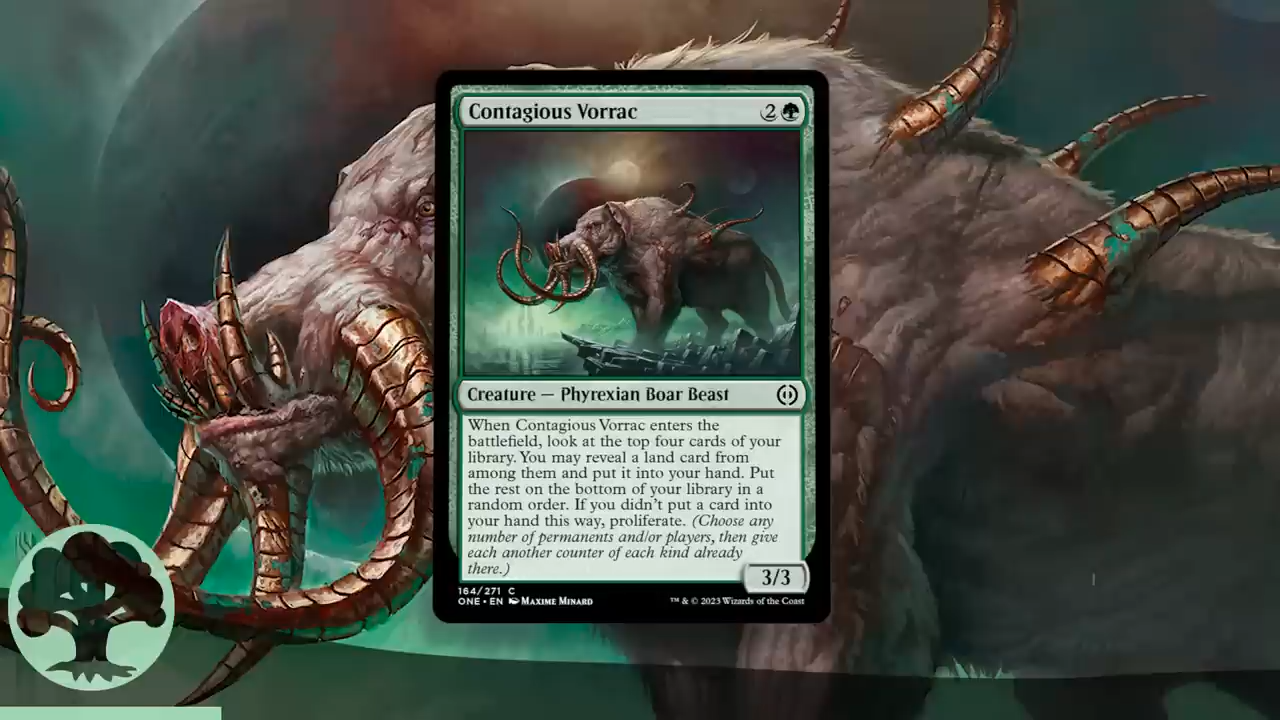 Contagious Vorrac 2
Creature — Phyrexian Boar Beast
When Contagious Vorrac enters the
battlefield, look at the top four cards of your
library. You may reveal a land card from
among them and put it into your hand. Put
the rest on the bottom of your library in a
random order. If you didn't put a card into
your hand this way, proliferate. (Choose any
number of permanents and/or players, then give
each another counter of each kind already
there.)
3/3
164/271 C
ONE • EN Maxime Minard ™ & © 2023 Wizards of the Coast